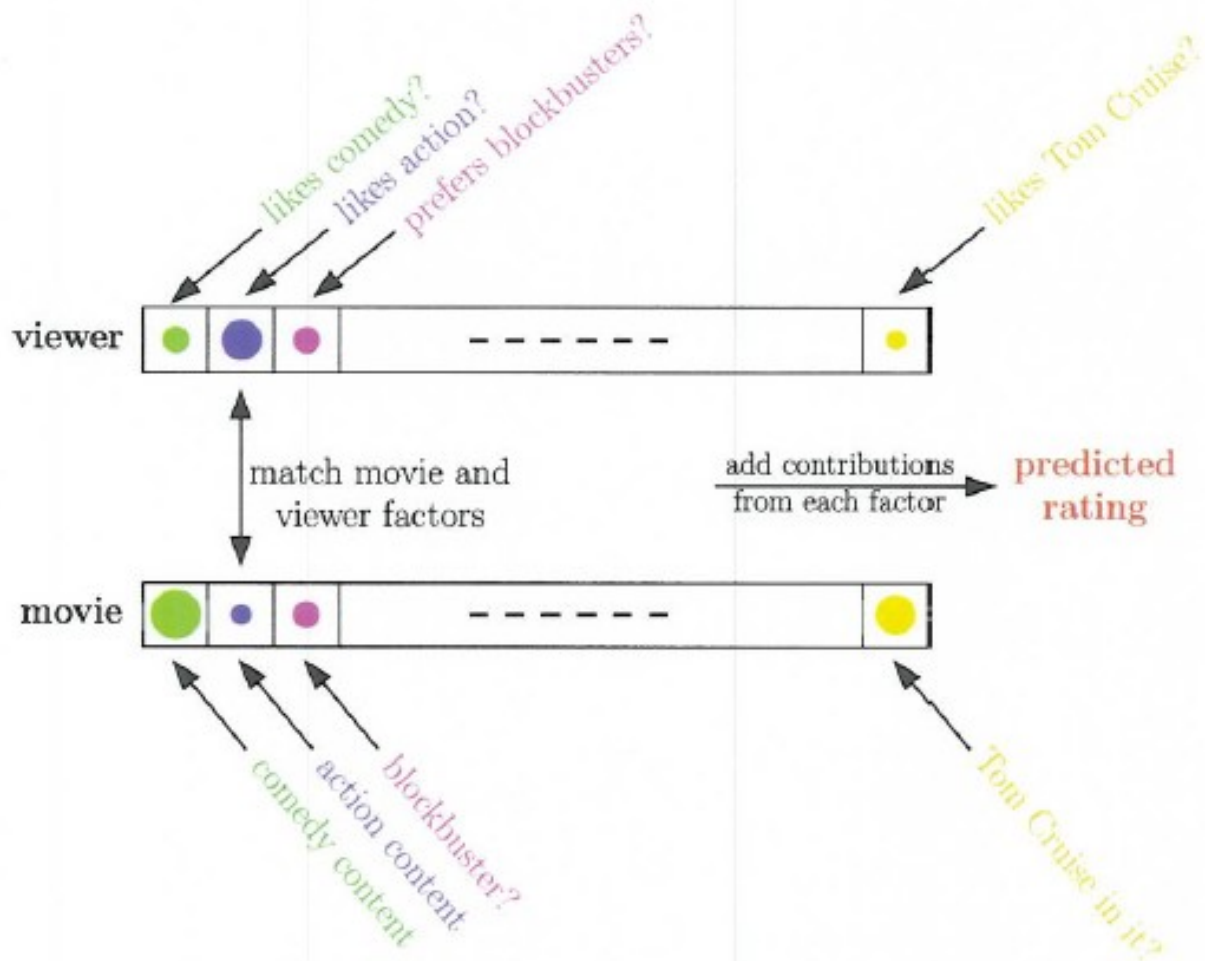 likes comedy?
likes action?
prefers blockbusters?
likes Tom Cruise?
viewer
match movie and
viewer factors
add contributions
from each factor
predicted
rating
movie
comedy content
action content
blockbuster?
Tom Cruise in it?